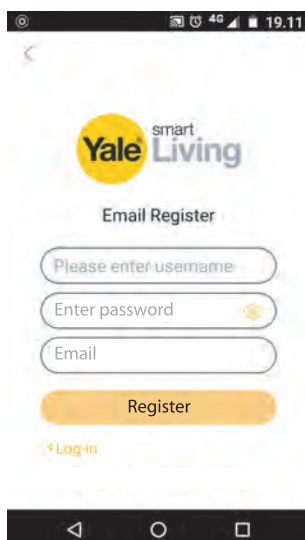 4G 19.11
Yale smart Living
Email Register
Please enter username
Enter password
Email
Register
Log-in